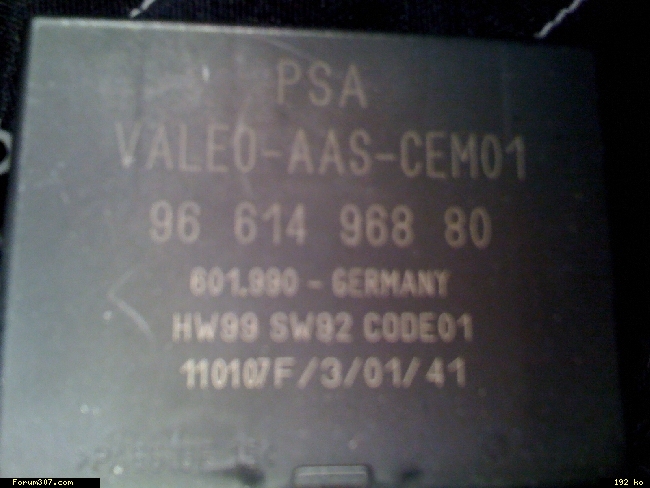 PSA
VALEO-AAS-CEM01
96 614 968 80
601.990 - GERMANY
HW99 SW92 CODE01
110107F/3/01/41
Forum307.com
192 ko